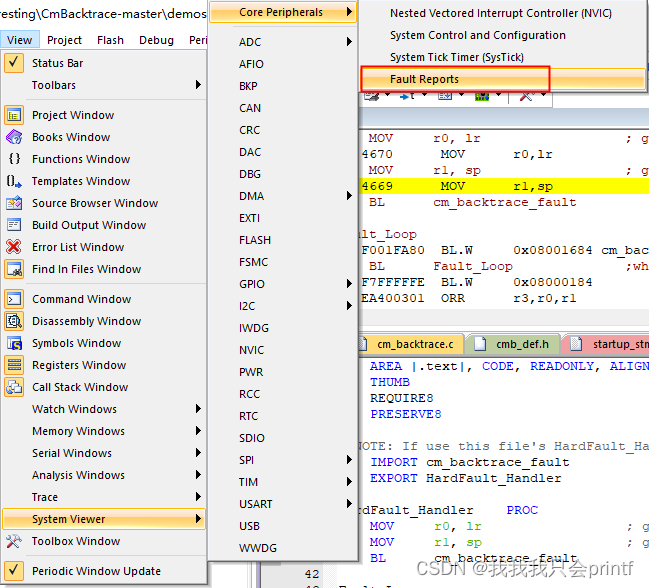 resting\CmBacktrace-master\demos
View Project Flash Debug Peri
Status Bar
Toolbars
Project Window
Books Window
Functions Window
Templates Window
Source Browser Window
Build Output Window
Error List Window
Find In Files Window
Command Window
Disassembly Window
Symbols Window
Registers Window
Call Stack Window
Watch Windows
Memory Windows
Serial Windows
Analysis Windows
Trace
System Viewer
Toolbox Window
Periodic Window Update
Core Peripherals
ADC
AFIO
BKP
CAN
CRC
DAC
DBG
DMA
EXTI
FLASH
FSMC
GPIO
I2C
IWDG
NVIC
PWR
RCC
RTC
SDIO
SPI
TIM
USART
USB
WWDG
Nested Vectored Interrupt Controller (NVIC)
System Control and Configuration
System Tick Timer (SysTick)
Fault Reports
MOV r0, lr ; g
4670 MOV r0,lr
MOV r1, sp ; g
4669 MOV r1,sp
BL cm_backtrace_fault
lt_Loop
F001FA80 BL.W 0x08001684 cm_bac
BL Fault_Loop ;wh
F7FFFFFE BL.W 0x08000184
EA400301 ORR r3,r0,r1
cm_backtrace.c cmb_def.h startup_stm
AREA |.text|, CODE, READONLY, ALIGN
THUMB
REQUIRE8
PRESERVE8
NOTE: If use this file's HardFault_Ha
IMPORT cm_backtrace_fault
EXPORT HardFault_Handler
rdFault_Handler PROC
MOV r0, lr ; g
MOV r1, sp ; g
BL cm_backtrace_fault
42
CSDN @我我我只会printf